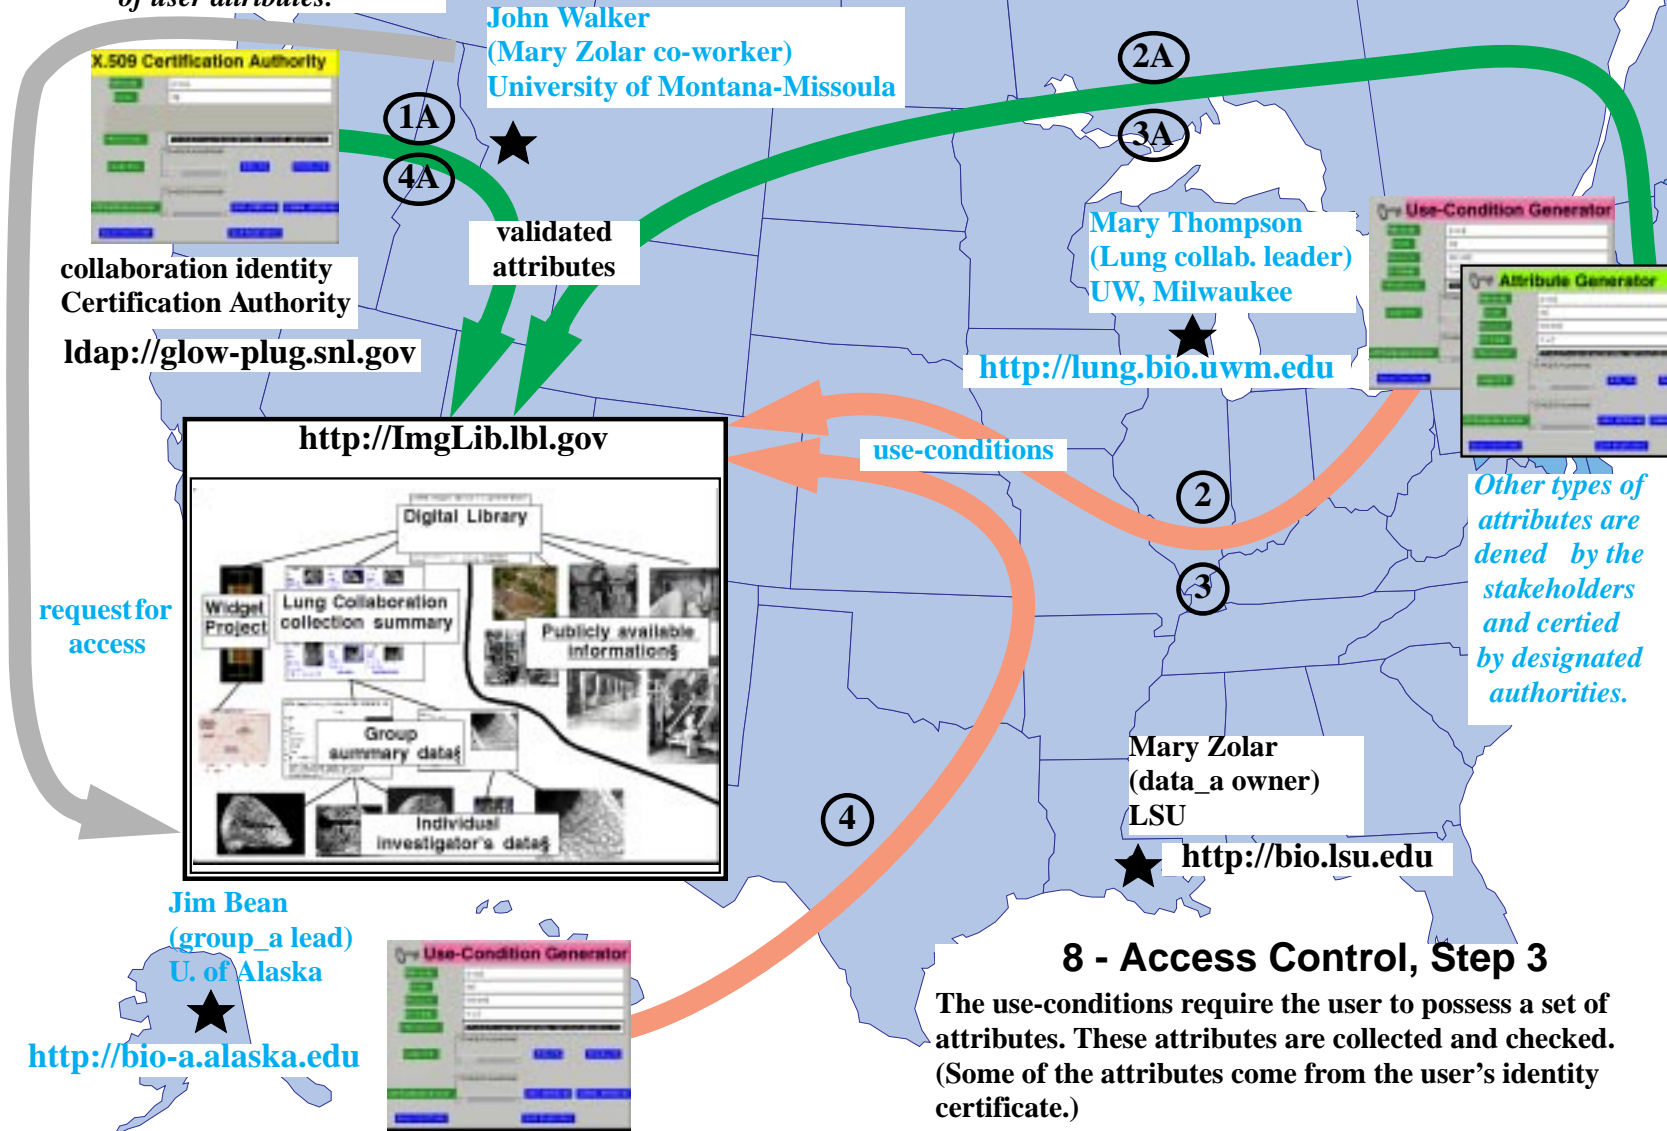 of user attributes.
John Walker
(Mary Zolar co-worker)
University of Montana-Missoula
2A
3A
X.509 Certification Authority
1A
4A
validated
attributes
collaboration identity
Certification Authority
ldap://glow-plug.snl.gov
Mary Thompson
(Lung collab. leader)
UW, Milwaukee
http://lung.bio.uwm.edu
Use-Condition Generator
Attribute Generator
http://ImgLib.lbl.gov
use-conditions
2
3
4
Other types of
attributes are
dened by the
stakeholders
and certied
by designated
authorities.
request for
access
Digital Library
Widget
Project
Lung Collaboration
collection summary
Publicly available
information§
Group
summary data§
Individual
investigator's data§
Mary Zolar
(data_a owner)
LSU
http://bio.lsu.edu
Jim Bean
(group_a lead)
U. of Alaska
http://bio-a.alaska.edu
Use-Condition Generator
8 - Access Control, Step 3
The use-conditions require the user to possess a set of
attributes. These attributes are collected and checked.
(Some of the attributes come from the user's identity
certificate.)